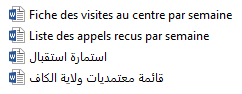 Fiche des visites au centre par semaine
Liste des appels recus par semaine
استمارة استقبال
قائمة معتمديات ولاية الكاف